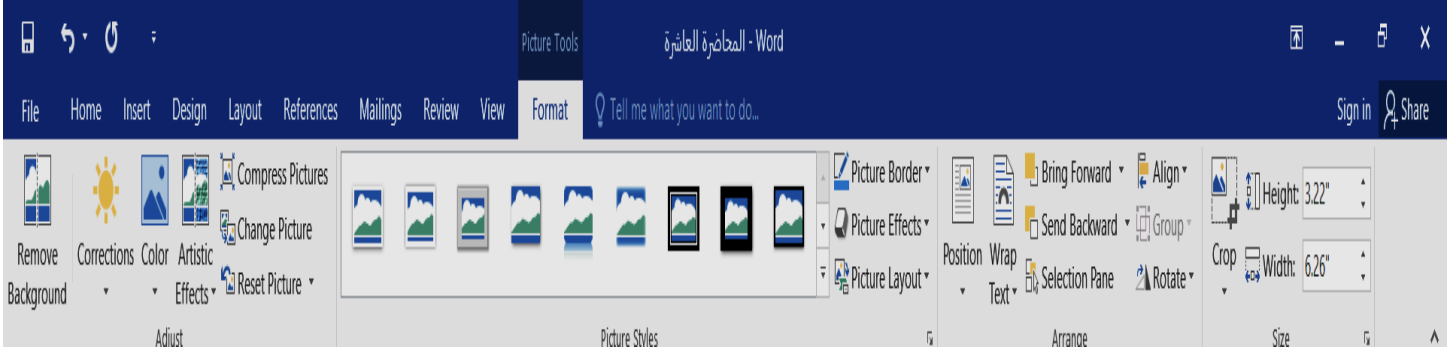 Picture Tools
المحاضرة العاشرة - Word
File Home Insert Design Layout References Mailings Review View Format Tell me what you want to do... Sign in Share
Remove Background
Corrections
Color
Artistic Effects
Compress Pictures
Change Picture
Reset Picture
Adjust
Picture Border
Picture Effects
Picture Layout
Picture Styles
Position
Wrap Text
Bring Forward
Send Backward
Selection Pane
Align
Group
Rotate
Arrange
Crop
Height: 3.22"
Width: 6.26"
Size